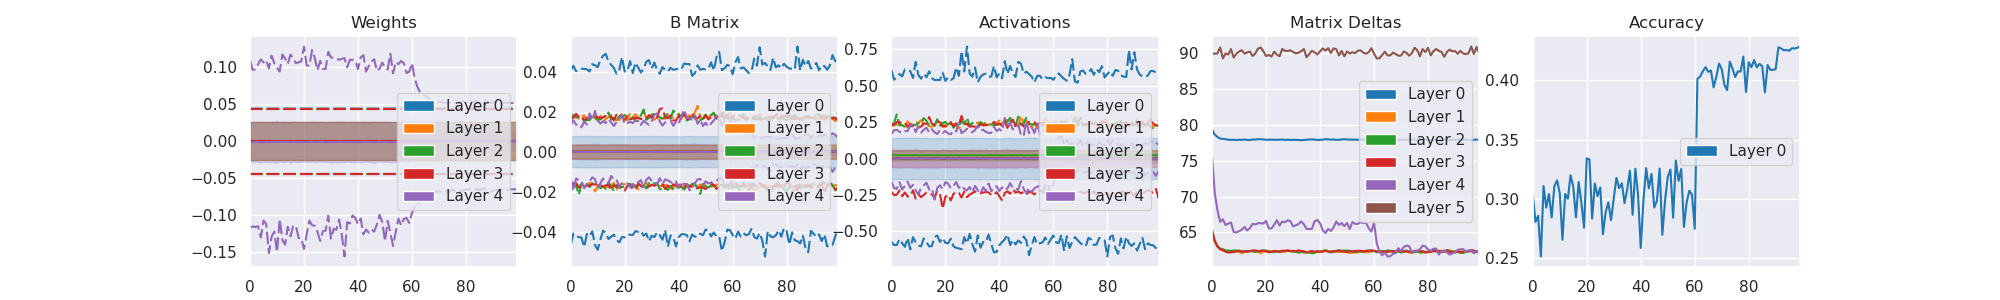 Weights
0.10
0.05
0.00
−0.05
−0.10
−0.15
0 20 40 60 80
Layer 0
Layer 1
Layer 2
Layer 3
Layer 4
B Matrix
0.04
0.02
0.00
−0.02
−0.04
0 20 40 60 80
Layer 0
Layer 1
Layer 2
Layer 3
Layer 4
Activations
0.75
0.50
0.25
0.00
−0.25
−0.50
0 20 40 60 80
Layer 0
Layer 1
Layer 2
Layer 3
Layer 4
Matrix Deltas
90
85
80
75
70
65
0 20 40 60 80
Layer 0
Layer 1
Layer 2
Layer 3
Layer 4
Layer 5
Accuracy
0.40
0.35
0.30
0.25
0 20 40 60 80
Layer 0